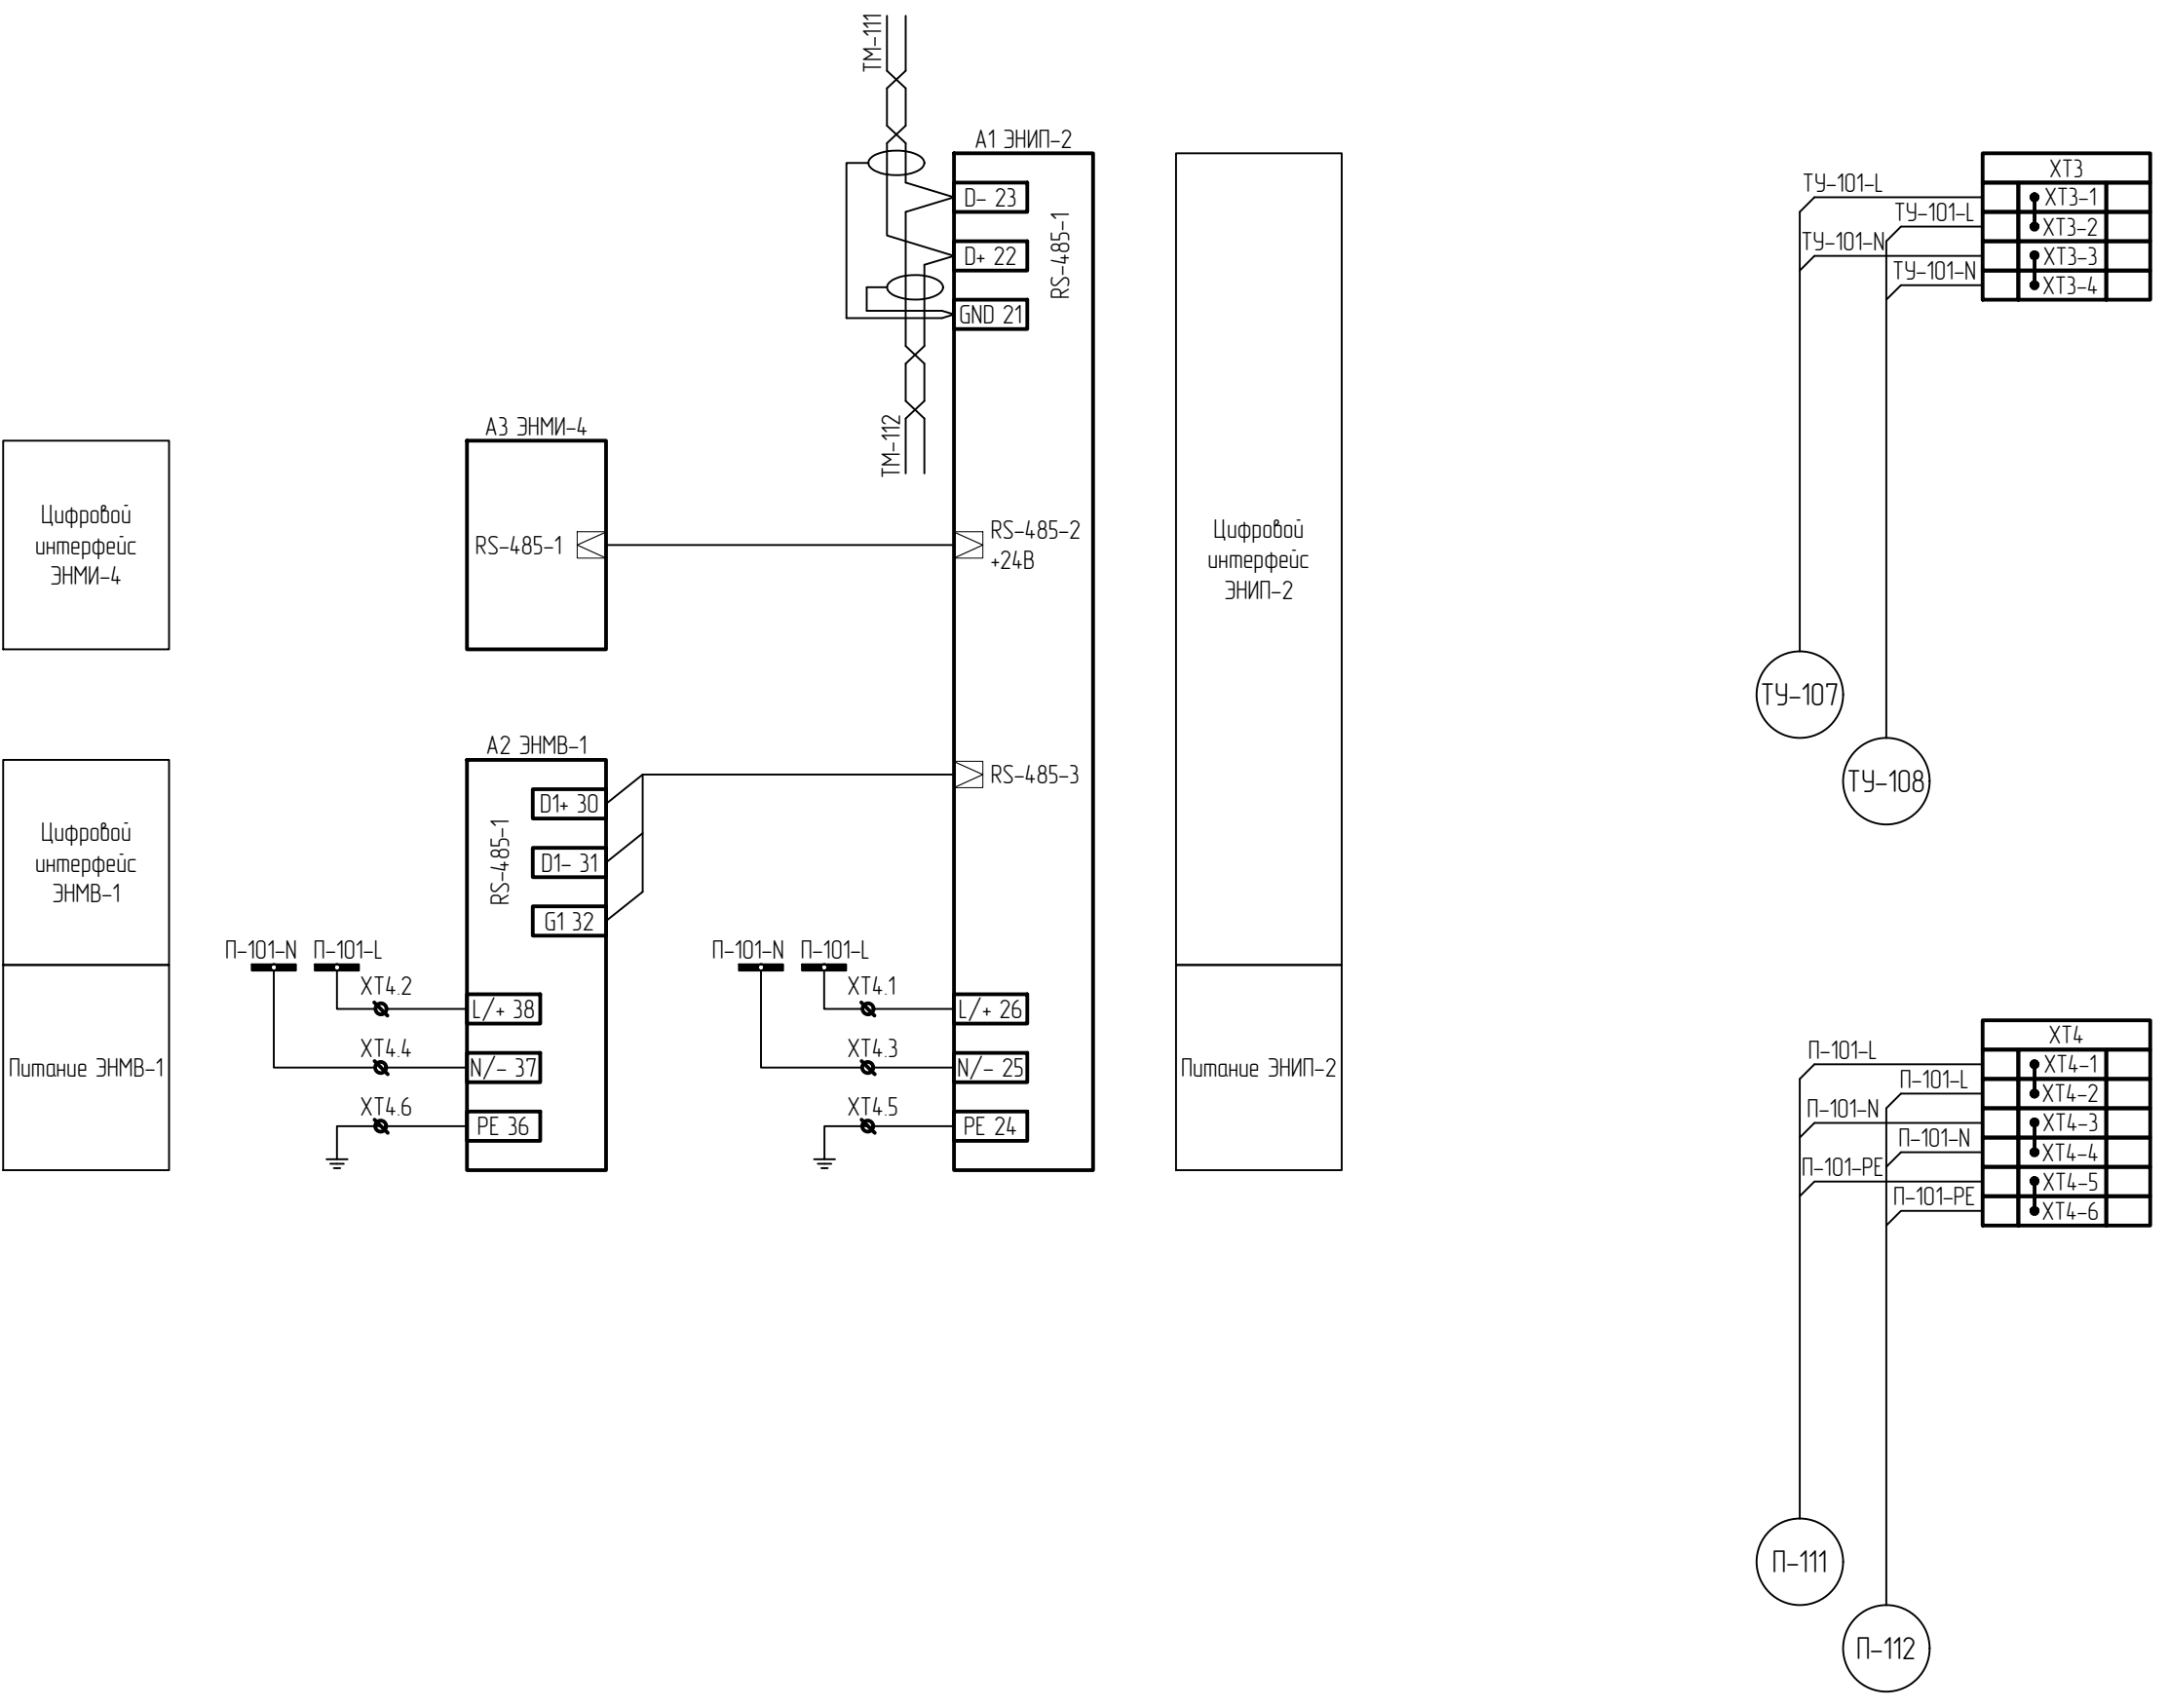 ТМ-111
А1 ЭНИП-2
D- 23
D+ 22
GND 21
RS-485-1
ТМ-112
А3 ЭНМИ-4
RS-485-1
RS-485-2
+24В
Цифровой
интерфейс
ЭНМИ-4
Цифровой
интерфейс
ЭНИП-2
А2 ЭНМВ-1
D1+ 30
D1- 31
G1 32
RS-485-1
RS-485-3
Цифровой
интерфейс
ЭНМВ-1
П-101-N
П-101-L
XT4.2
L/+ 38
XT4.4
N/- 37
XT4.6
PE 36
Питание ЭНМВ-1
П-101-N
П-101-L
XT4.1
L/+ 26
XT4.3
N/- 25
XT4.5
PE 24
Питание ЭНИП-2
XT3
ТУ-101-L
XT3-1
ТУ-101-L
XT3-2
ТУ-101-N
XT3-3
ТУ-101-N
XT3-4
ТУ-107
ТУ-108
XT4
П-101-L
XT4-1
П-101-L
XT4-2
П-101-N
XT4-3
П-101-N
XT4-4
П-101-PE
XT4-5
П-101-PE
XT4-6
П-111
П-112